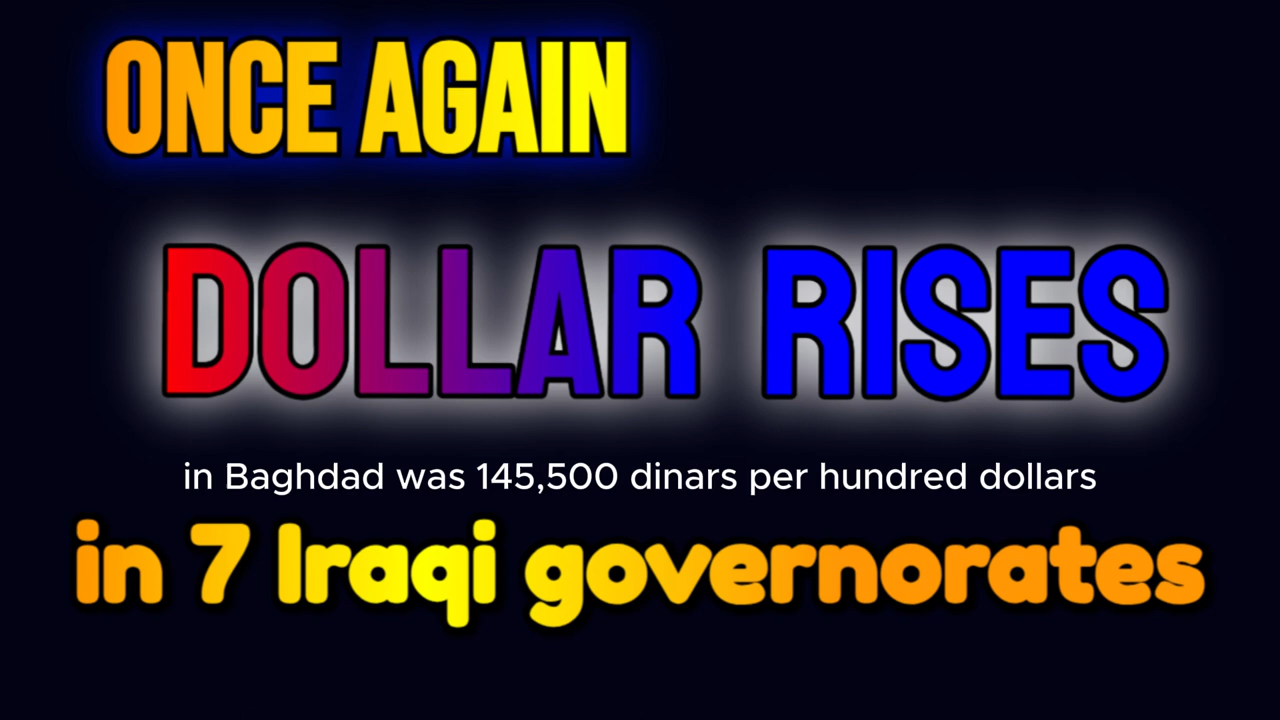 ONCE AGAIN
DOLLAR RISES
in Baghdad was 145,500 dinars per hundred dollars
in 7 Iraqi governorates